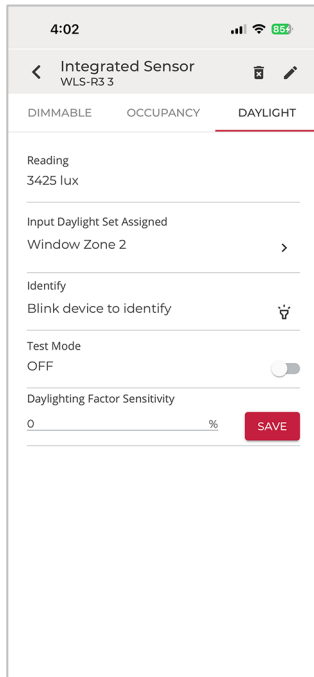 4:02
85
Integrated Sensor
WLS-R3 3
DIMMABLE OCCUPANCY DAYLIGHT
Reading
3425 lux
Input Daylight Set Assigned
Window Zone 2
Identify
Blink device to identify
Test Mode
OFF
Daylighting Factor Sensitivity
0 %
SAVE